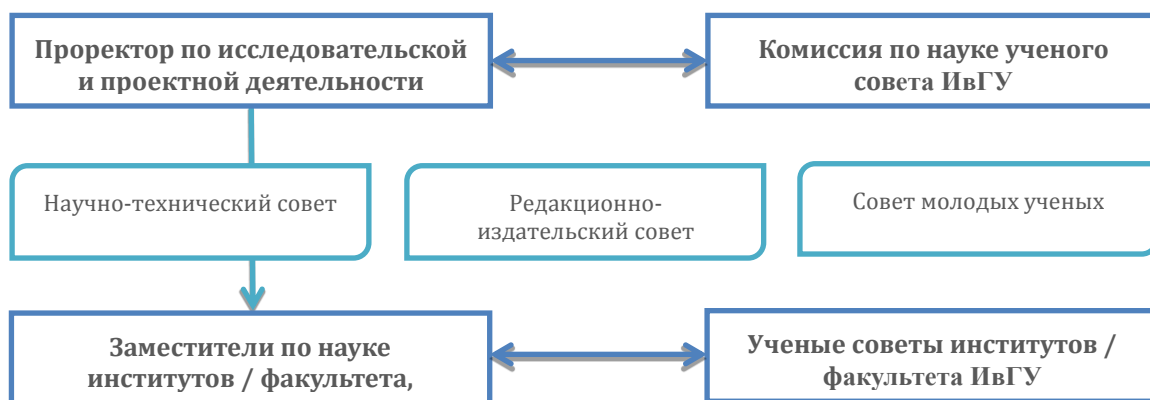 Проректор по исследовательской
и проектной деятельности
Комиссия по науке ученого
совета ИвГУ
Научно-технический совет
Редакционно-
издательский совет
Совет молодых ученых
Заместители по науке
институтов / факультета,
Ученые советы институтов /
факультета ИвГУ